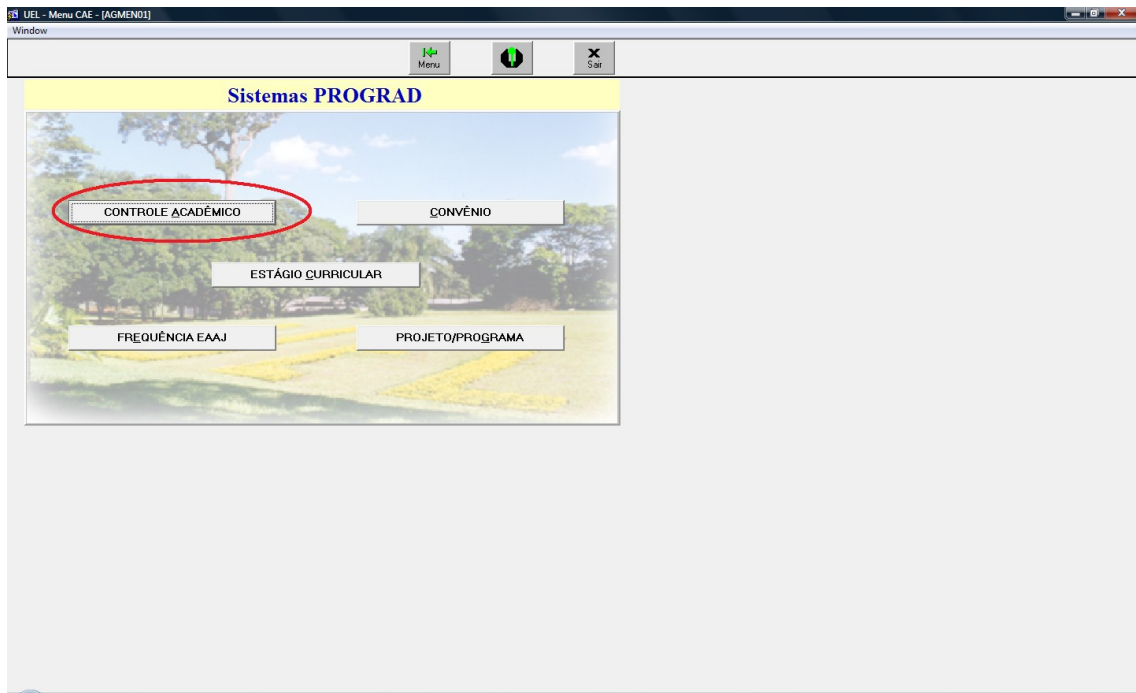 UEL - Menu CAE - [AGMEN01]
Window
Menu
Sair
Sistemas PROGRAD
CONTROLE ACADÊMICO
CONVÊNIO
ESTÁGIO CURRICULAR
FREQUÊNCIA EAAJ
PROJETO/PROGRAMA